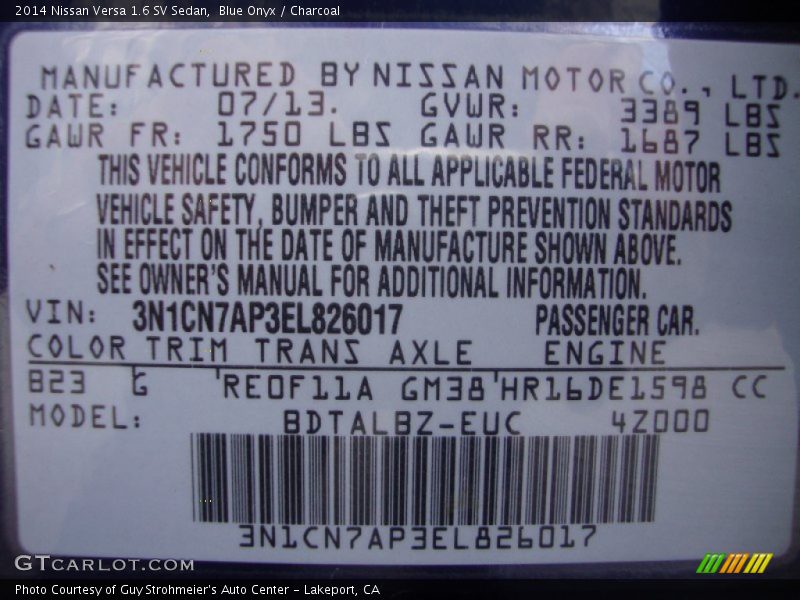 2014 Nissan Versa 1.6 SV Sedan, Blue Onyx / Charcoal
MANUFACTURED BY NISSAN MOTOR CO., LTD.
DATE: 07/13. GVWR: 3389 LBS
GAWR FR: 1750 LBS GAWR RR: 1687 LBS
THIS VEHICLE CONFORMS TO ALL APPLICABLE FEDERAL MOTOR
VEHICLE SAFETY, BUMPER AND THEFT PREVENTION STANDARDS
IN EFFECT ON THE DATE OF MANUFACTURE SHOWN ABOVE.
SEE OWNER'S MANUAL FOR ADDITIONAL INFORMATION.
VIN: 3N1CN7AP3EL826017 PASSENGER CAR.
COLOR TRIM TRANS AXLE ENGINE
B23 G RE0F11A GM38 HR16DE1598 CC
MODEL: BDTALBZ-EUC 4Z000
3N1CN7AP3EL826017
GTCARLOT.COM
Photo Courtesy of Guy Strohmeier's Auto Center - Lakeport, CA